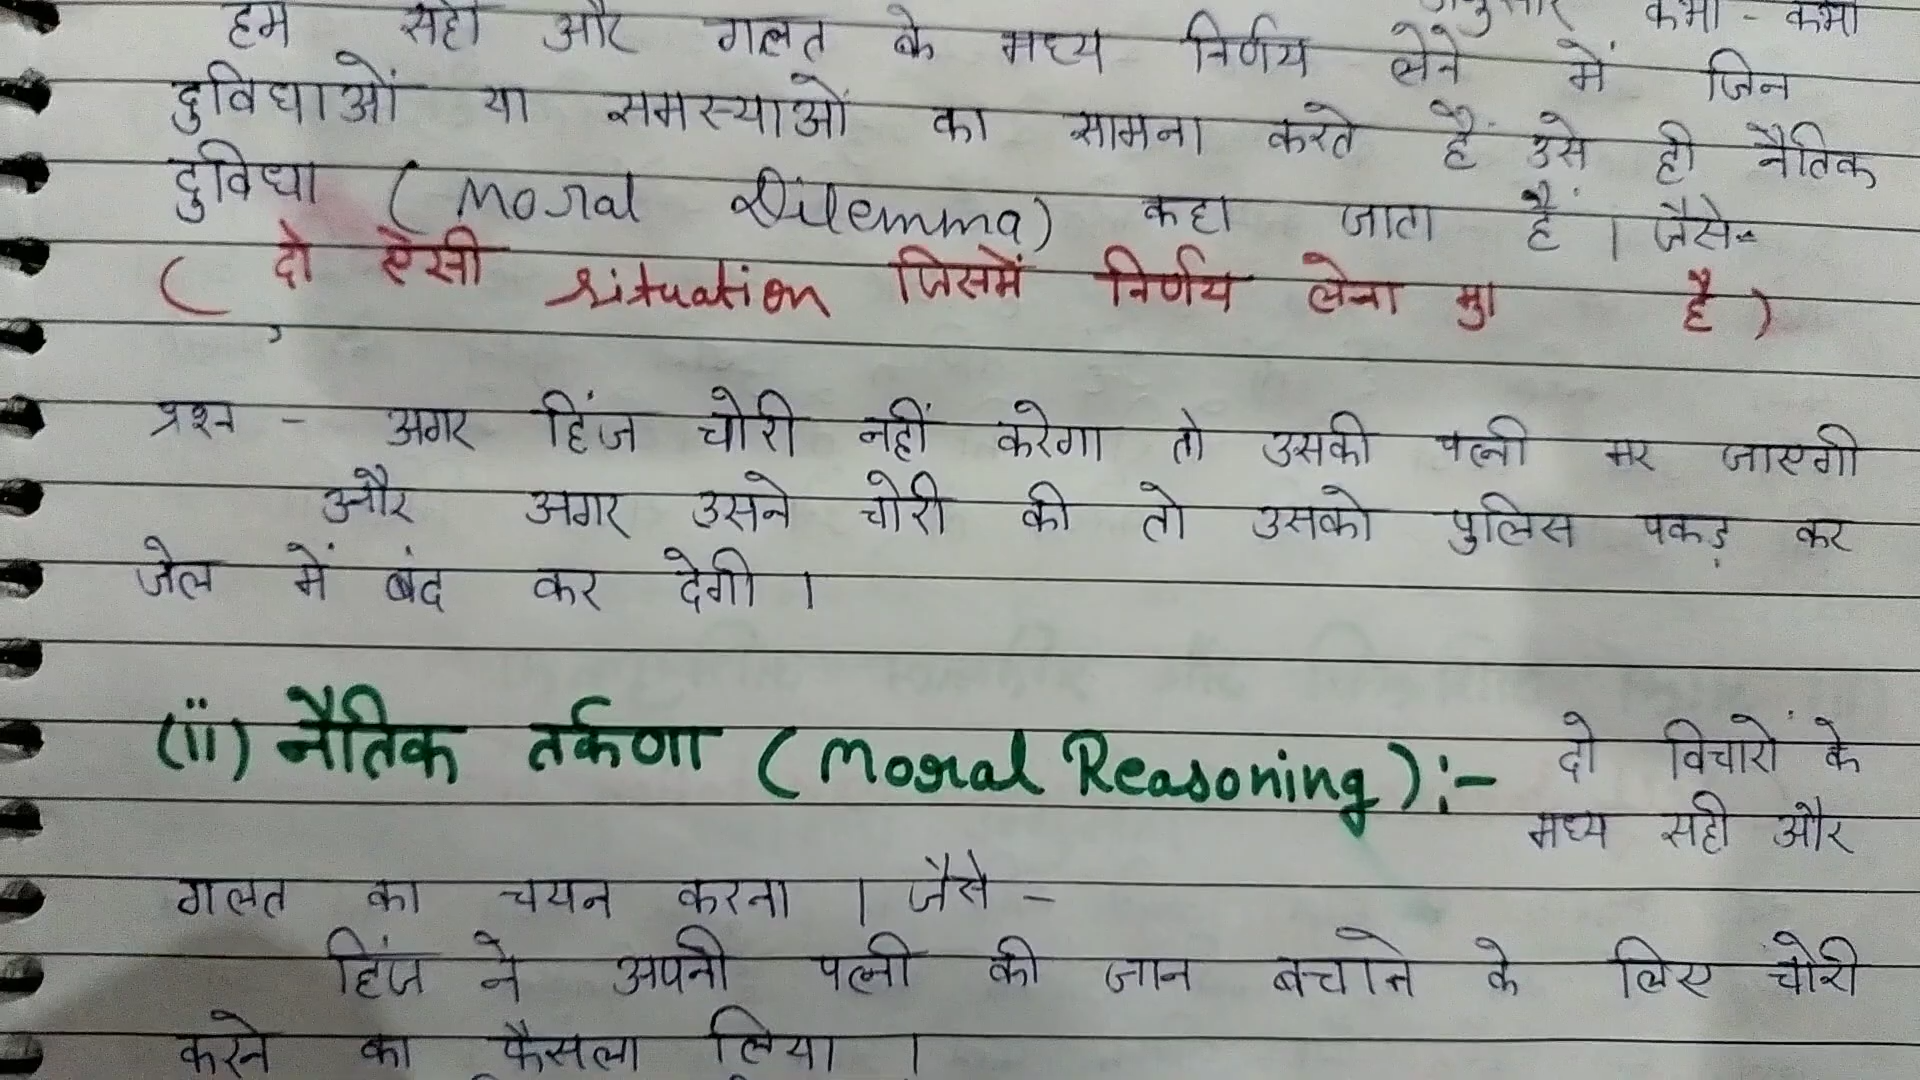 कभी - कभी
हम सही और गलत के मध्य निर्णय लेने में जिन
दुविधाओं या समस्याओं का सामना करते हैं उसे ही नैतिक
दुविधा (Moral Dilemma) कहा जाता है। जैसे-
( दो ऐसी situation जिसमें निर्णय लेना है )
प्रश्न - अगर हिंज चोरी नहीं करेगा तो उसकी पत्नी मर जाएगी
और अगर उसने चोरी की तो उसको पुलिस पकड़ कर
जेल में बंद कर देगी ।
(ii) नैतिक तर्कणा ( Moral Reasoning ) :- दो विचारों के
मध्य सही और
गलत का चयन करना । जैसे -
हिंज ने अपनी पत्नी की जान बचाने के लिए चोरी
करने का फैसला लिया ।